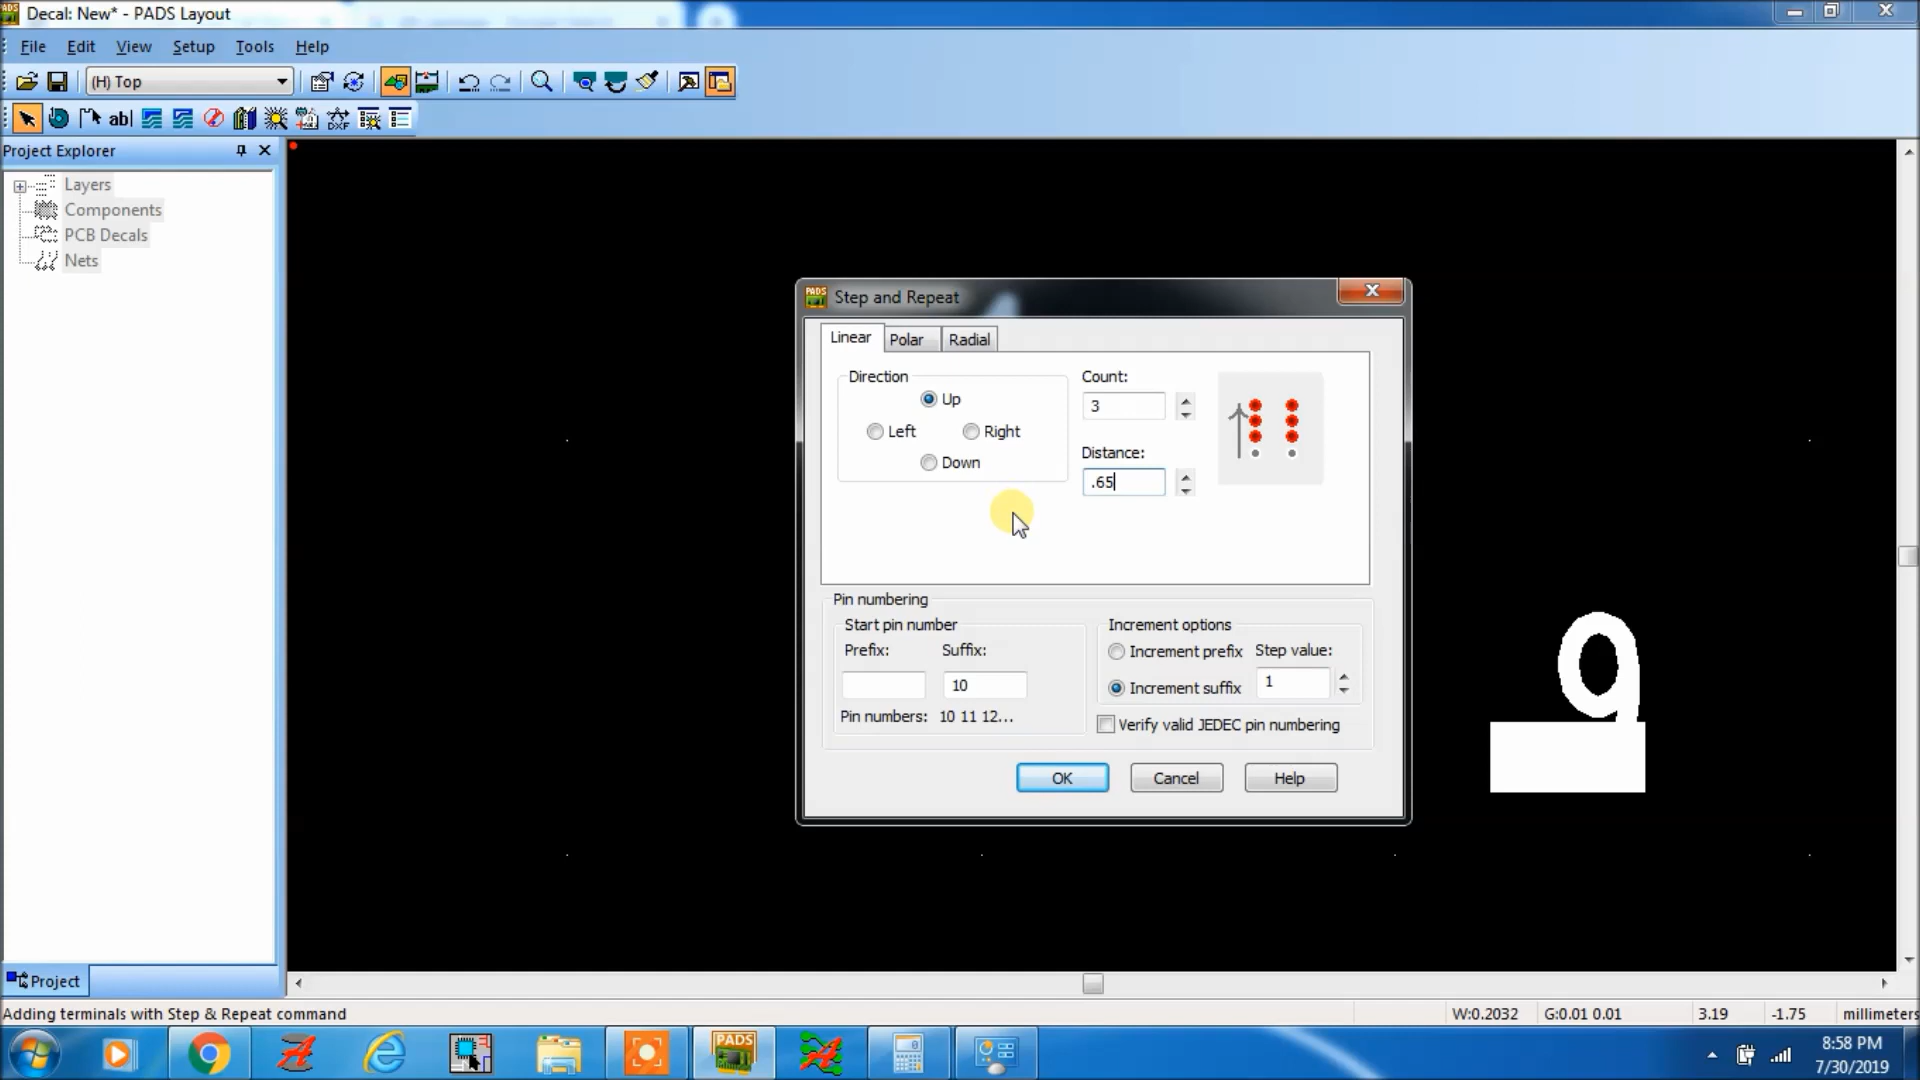 Decal: New* - PADS Layout
File Edit View Setup Tools Help
(H) Top
ab
DXF
Project Explorer
Layers
Components
PCB Decals
Nets
PADS Step and Repeat
Linear Polar Radial
Direction
Up
Left Right
Down
Count:
3
Distance:
.65
Pin numbering
Start pin number
Prefix: Suffix:
10
Pin numbers: 10 11 12...
Increment options
Increment prefix Step value:
Increment suffix 1
Verify valid JEDEC pin numbering
OK Cancel Help
9
Project
Adding terminals with Step & Repeat command
W:0.2032 G:0.01 0.01 3.19 -1.75 millimeters
PADS
8:58 PM
7/30/2019